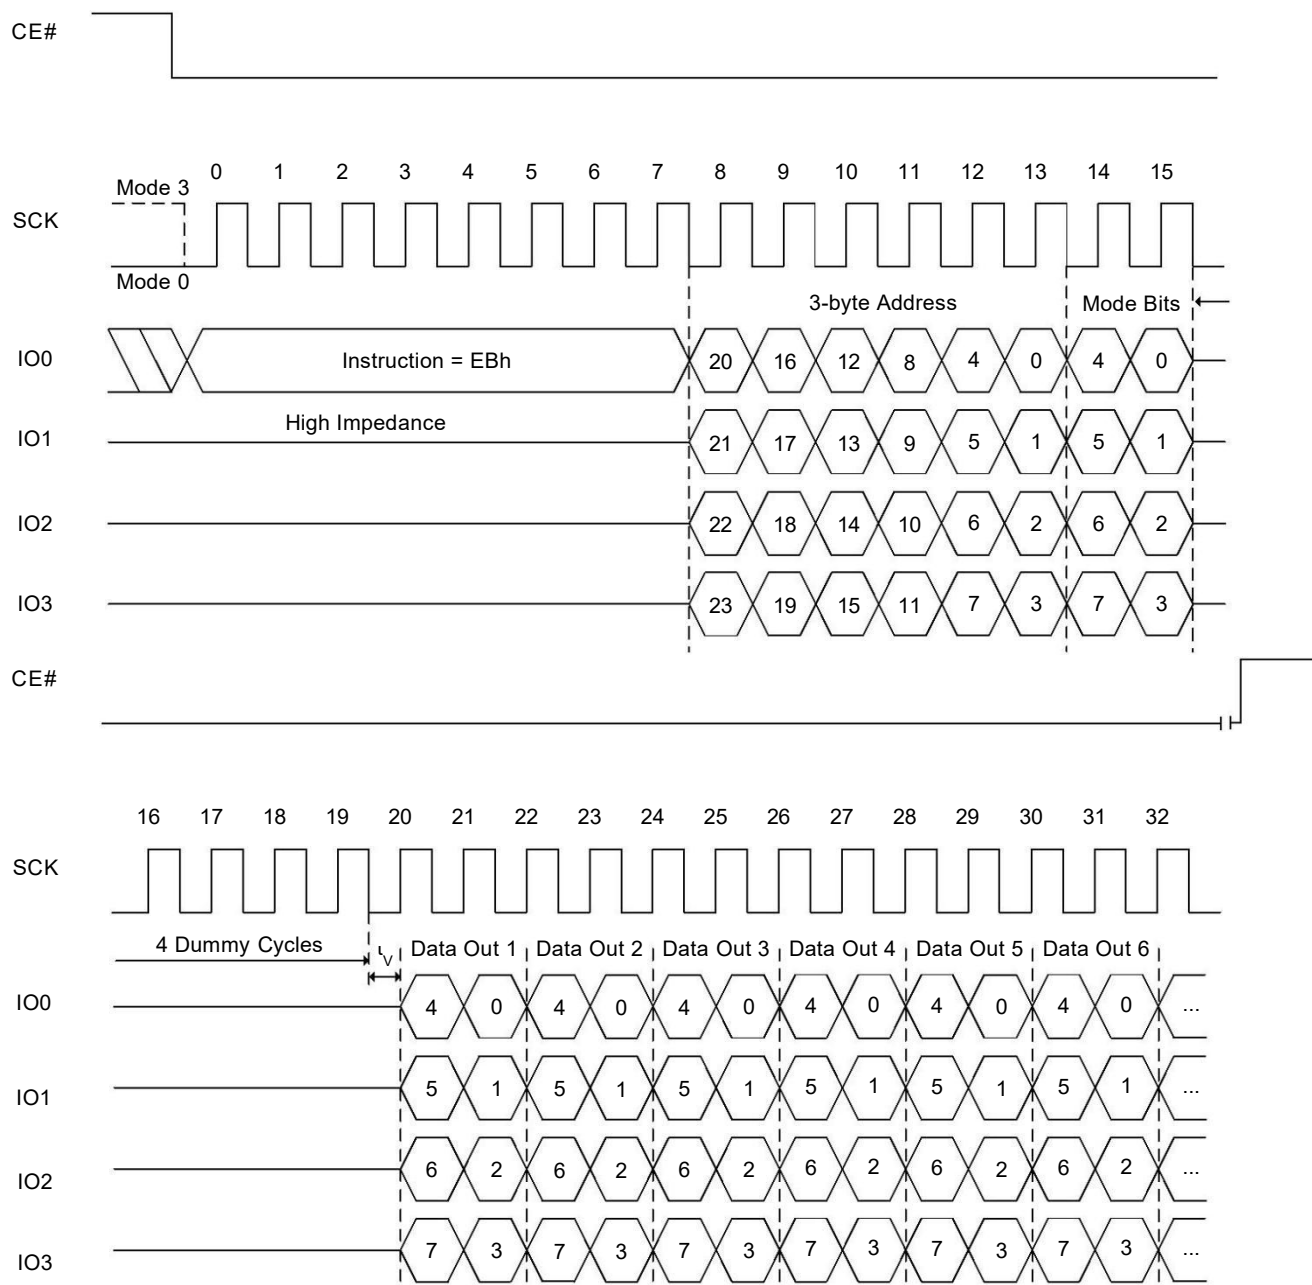 CE#
0 1 2 3 4 5 6 7 8 9 10 11 12 13 14 15
Mode 3
SCK
Mode 0
3-byte Address Mode Bits
IO0 Instruction = EBh 20 16 12 8 4 0 4 0
High Impedance
IO1 21 17 13 9 5 1 5 1
IO2 22 18 14 10 6 2 6 2
IO3 23 19 15 11 7 3 7 3
CE#
16 17 18 19 20 21 22 23 24 25 26 27 28 29 30 31 32
SCK
4 Dummy Cycles tV Data Out 1 Data Out 2 Data Out 3 Data Out 4 Data Out 5 Data Out 6
IO0 4 0 4 0 4 0 4 0 4 0 4 0 ...
IO1 5 1 5 1 5 1 5 1 5 1 5 1 ...
IO2 6 2 6 2 6 2 6 2 6 2 6 2 ...
IO3 7 3 7 3 7 3 7 3 7 3 7 3 ...